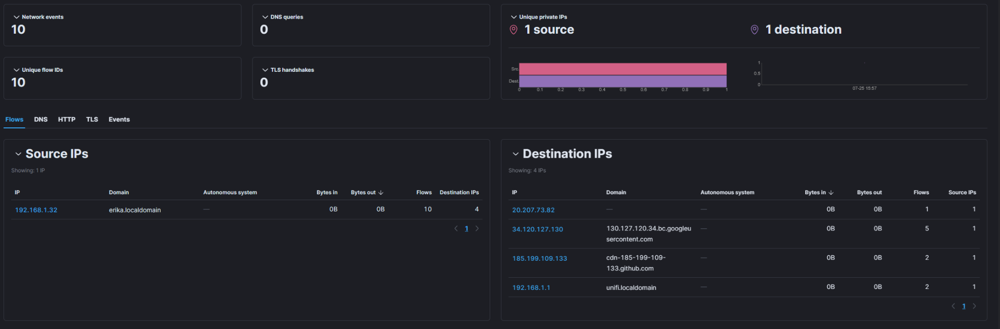 Network events
10
DNS queries
0
Unique private IPs
1 source
1 destination
Unique flow IDs
10
TLS handshakes
0
Src.
Dest.
0 0.1 0.2 0.3 0.4 0.5 0.6 0.7 0.8 0.9 1
1
0.5
0
07-25 15:57
Flows DNS HTTP TLS Events
Source IPs
Showing: 1 IP
IP Domain Autonomous system Bytes in Bytes out Flows Destination IPs
192.168.1.32 erika.localdomain — 0B 0B 10 4
1
Destination IPs
Showing: 4 IPs
IP Domain Autonomous system Bytes in Bytes out Flows Source IPs
20.207.73.82 — — 0B 0B 1 1
34.120.127.130 130.127.120.34.bc.googleu — 0B 0B 5 1
sercontent.com
185.199.109.133 cdn-185-199-109- — 0B 0B 2 1
133.github.com
192.168.1.1 unifi.localdomain — 0B 0B 2 1
1